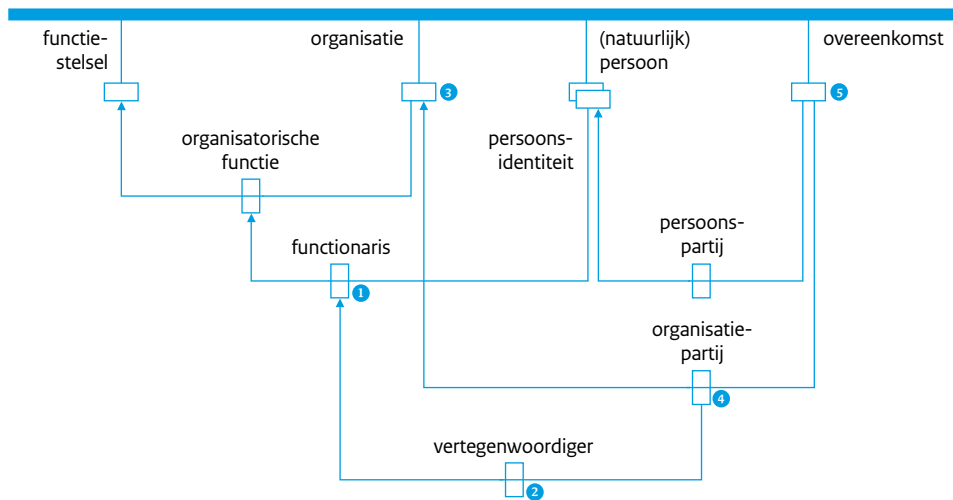 functie-
stelsel
organisatie
(natuurlijk)
persoon
overeenkomst
3
5
organisatorische
functie
persoons-
identiteit
persoons-
partij
functionaris
1
organisatie-
partij
4
vertegenwoordiger
2